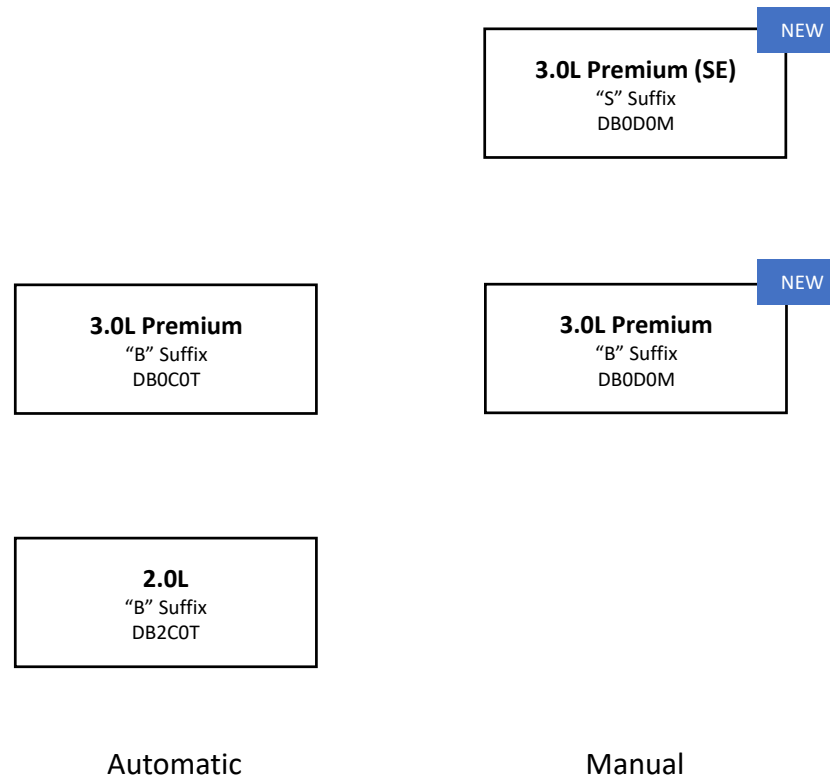 NEW
3.0L Premium (SE)
“S” Suffix
DB0D0M
3.0L Premium
“B” Suffix
DB0C0T
NEW
3.0L Premium
“B” Suffix
DB0D0M
2.0L
“B” Suffix
DB2C0T
Automatic
Manual